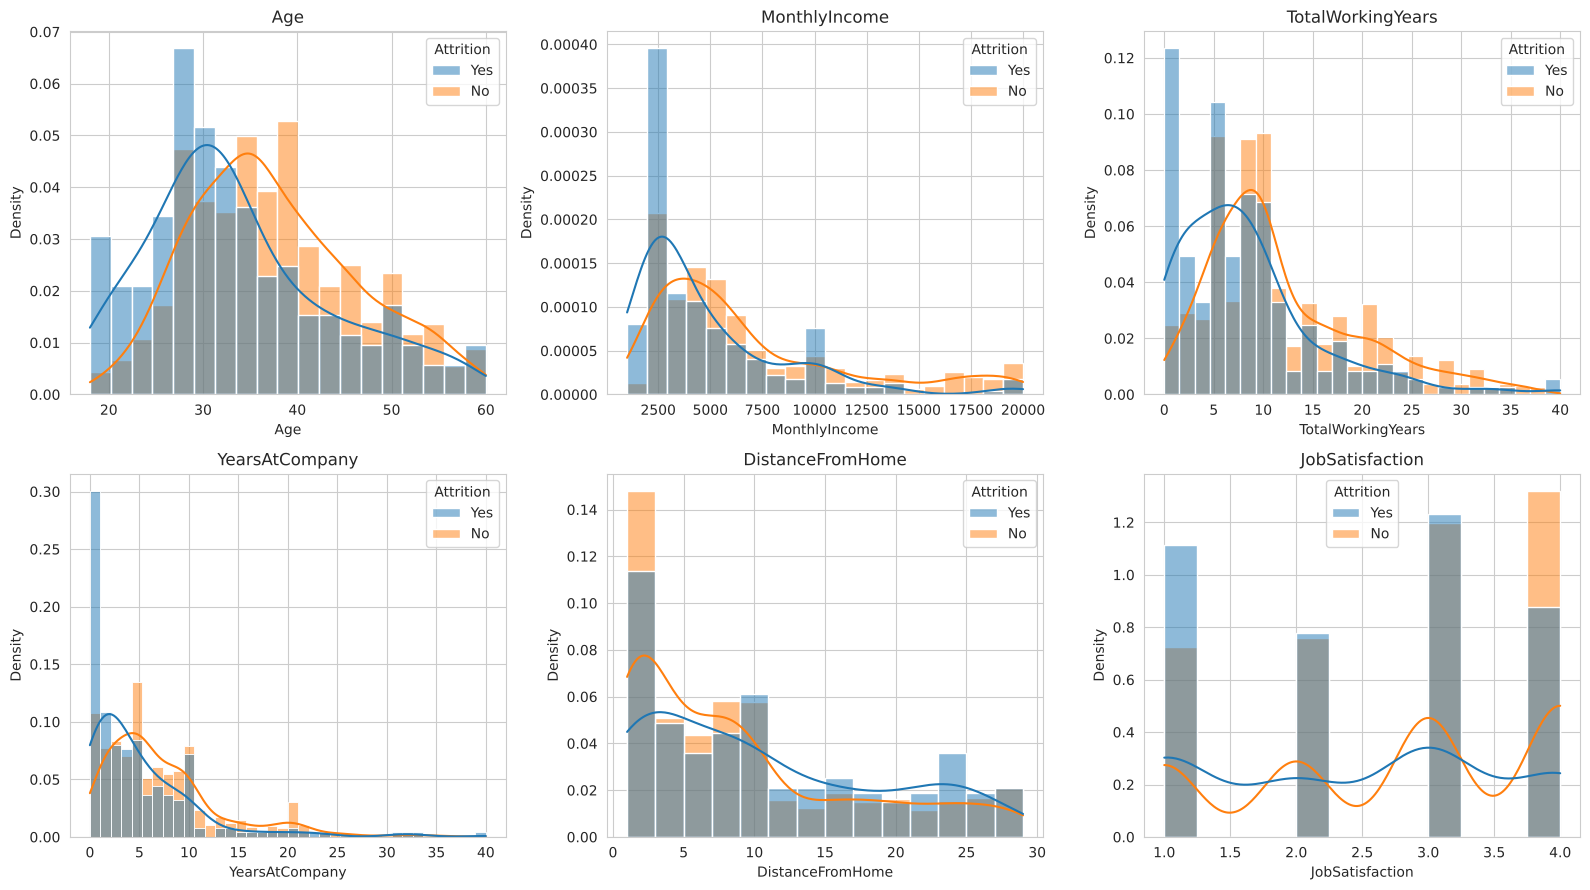 Age
0.07
0.06
0.05
0.04
0.03
0.02
0.01
0.00
Density
20 30 40 50 60
Age
Attrition
Yes
No
MonthlyIncome
0.00040
0.00035
0.00030
0.00025
0.00020
0.00015
0.00010
0.00005
0.00000
Density
2500 5000 7500 10000 12500 15000 17500 20000
MonthlyIncome
Attrition
Yes
No
TotalWorkingYears
0.12
0.10
0.08
0.06
0.04
0.02
0.00
Density
0 5 10 15 20 25 30 35 40
TotalWorkingYears
Attrition
Yes
No
YearsAtCompany
0.30
0.25
0.20
0.15
0.10
0.05
0.00
Density
0 5 10 15 20 25 30 35 40
YearsAtCompany
Attrition
Yes
No
DistanceFromHome
0.14
0.12
0.10
0.08
0.06
0.04
0.02
0.00
Density
0 5 10 15 20 25 30
DistanceFromHome
Attrition
Yes
No
JobSatisfaction
1.2
1.0
0.8
0.6
0.4
0.2
0.0
Density
1.0 1.5 2.0 2.5 3.0 3.5 4.0
JobSatisfaction
Attrition
Yes
No